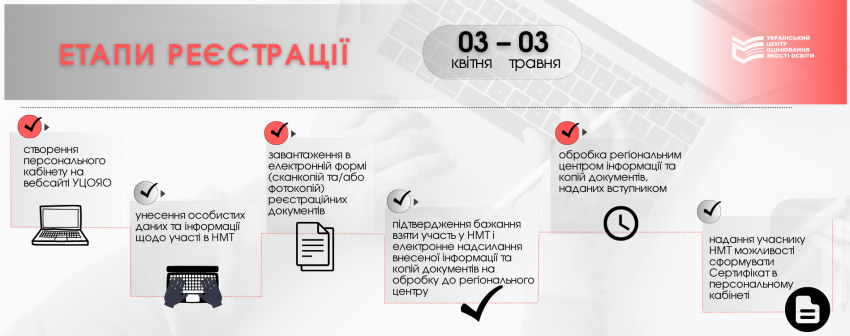 ЕТАПИ РЕЄСТРАЦІЇ
03 – 03
квітня травня
УКРАЇНСЬКИЙ
ЦЕНТР
ОЦІНЮВАННЯ
ЯКОСТІ ОСВІТИ
створення
персонального
кабінету на
вебсайті УЦОЯО
унесення особистих
даних та інформації
щодо участі в НМТ
завантаження в
електронній формі
(сканкопій та/або
фотокопій)
реєстраційних
документів
підтвердження бажання
взяти участь у НМТ і
електронне надсилання
внесеної інформації та
копій документів на
обробку до регіонального
центру
обробка регіональним
центром інформації та
копій документів,
наданих вступником
надання учаснику
НМТ можливості
сформувати
Сертифікат в
персональному
кабінеті